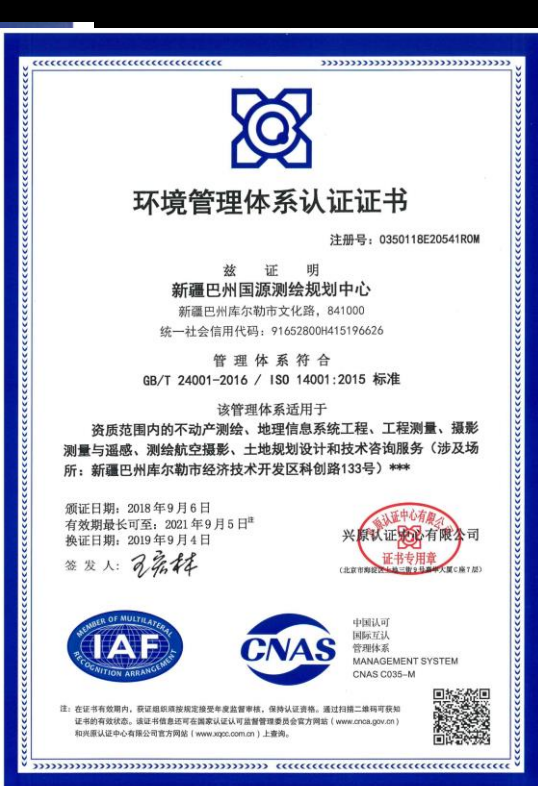 环境管理体系认证证书
注册号：0350118E20541ROM
兹 证 明
新疆巴州国源测绘规划中心
新疆巴州库尔勒市文化路，841000
统一社会信用代码：91652800H415196626
管 理 体 系 符 合
GB/T 24001-2016 / ISO 14001:2015 标准
该管理体系适用于
资质范围内的不动产测绘、地理信息系统工程、工程测量、摄影
测量与遥感、测绘航空摄影、土地规划设计和技术咨询服务（涉及场
所：新疆巴州库尔勒市经济技术开发区科创路133号）***
颁证日期：2018年9月6日
有效期最长可至：2021年9月5日注
换证日期：2019年9月4日
签 发 人：
兴原认证中心有限公司
证书专用章
MEMBER OF MULTILATERAL
IAF
RECOGNITION ARRANGEMENT
CNAS
中国认可
国际互认
管理体系
MANAGEMENT SYSTEM
CNAS C035-M
注：在证书有效期内，获证组织须按规定接受年度监督审核，保持认证资格。通过扫描二维码可获知
证书的有效状态。该证书信息还可在国家认证认可监督管理委员会官方网站（www.cnca.gov.cn）
和兴原认证中心有限公司官方网站（www.xqcc.com.cn）上查询。